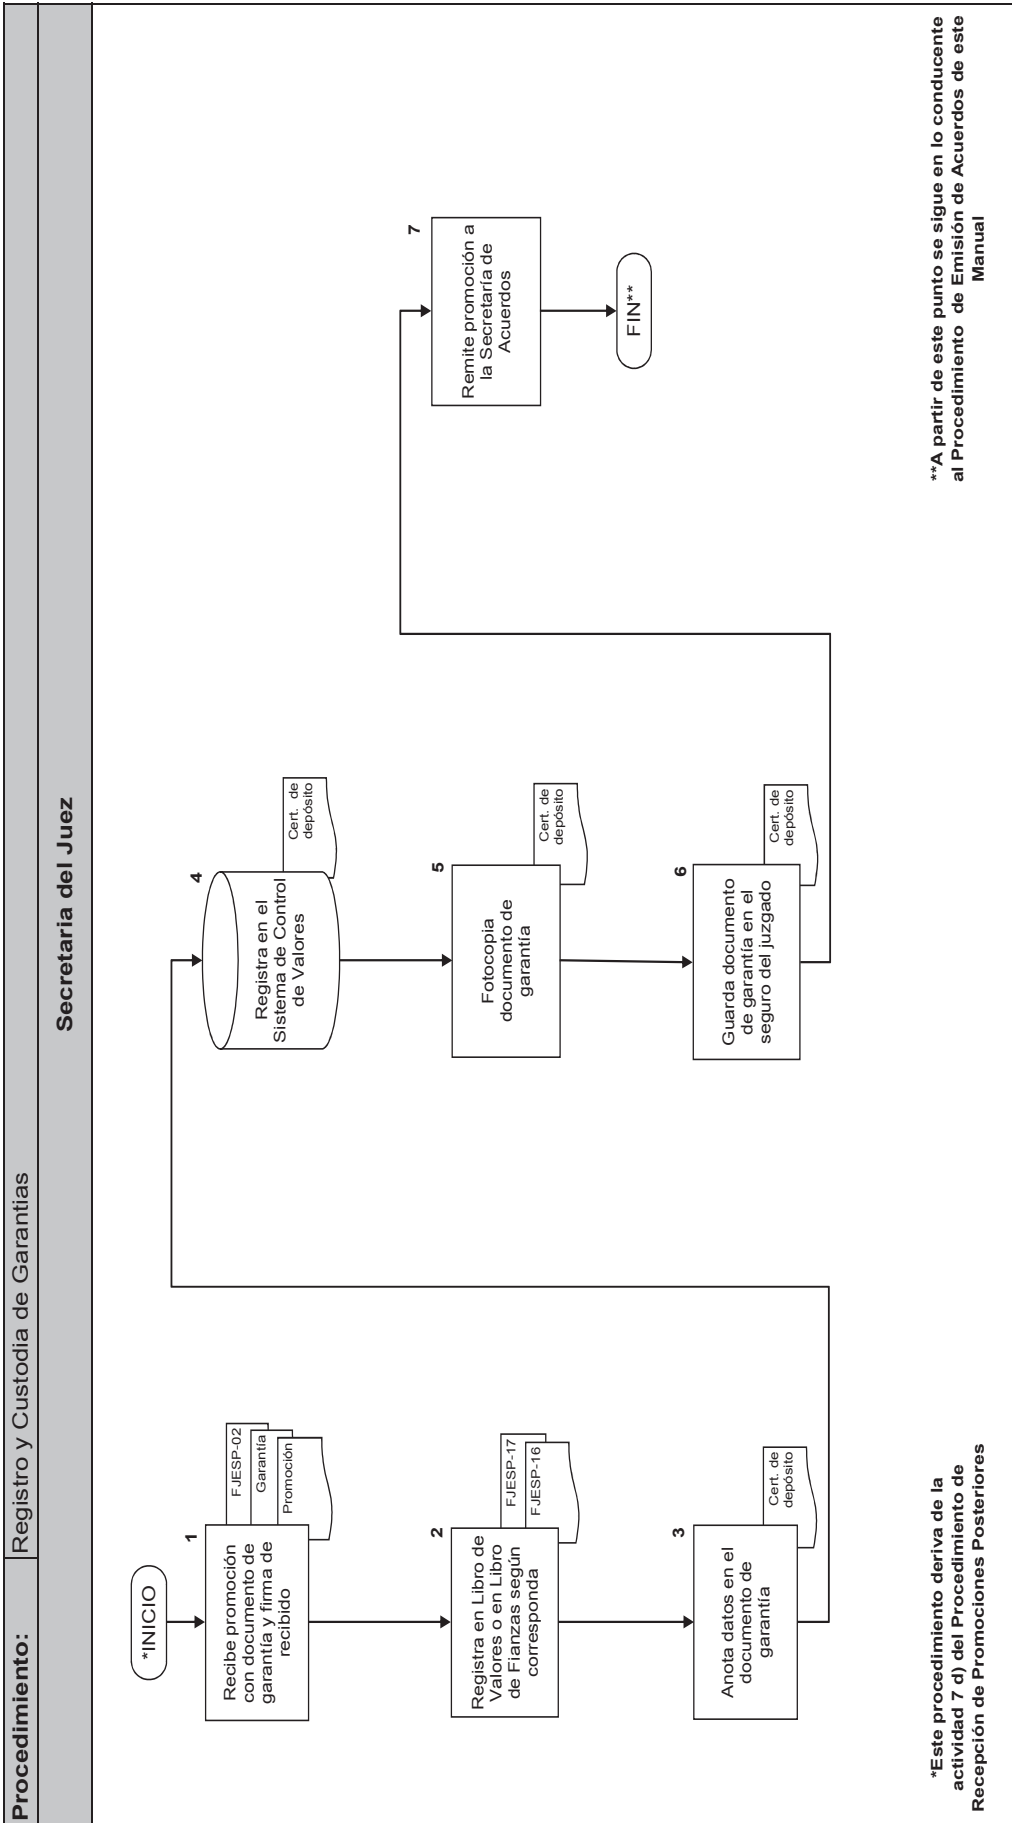 Procedimiento:
Registro y Custodia de Garantias
Secretaria del Juez
*INICIO
1
Recibe promoción
con documento de
garantía y firma de
recibido
FJESP-02
Garantía
Promoción
2
Registra en Libro de
Valores o en Libro
de Fianzas según
corresponda
FJESP-17
FJESP-16
3
Anota datos en el
documento de
garantía
Cert. de
depósito
4
Registra en el
Sistema de Control
de Valores
Cert. de
depósito
5
Fotocopia
documento de
garantía
Cert. de
depósito
6
Guarda documento
de garantía en el
seguro del juzgado
Cert. de
depósito
7
Remite promoción a
la Secretaría de
Acuerdos
FIN**
*Este procedimiento deriva de la
actividad 7 d) del Procedimiento de
Recepción de Promociones Posteriores
**A partir de este punto se sigue en lo conducente
al Procedimiento de Emisión de Acuerdos de este
Manual